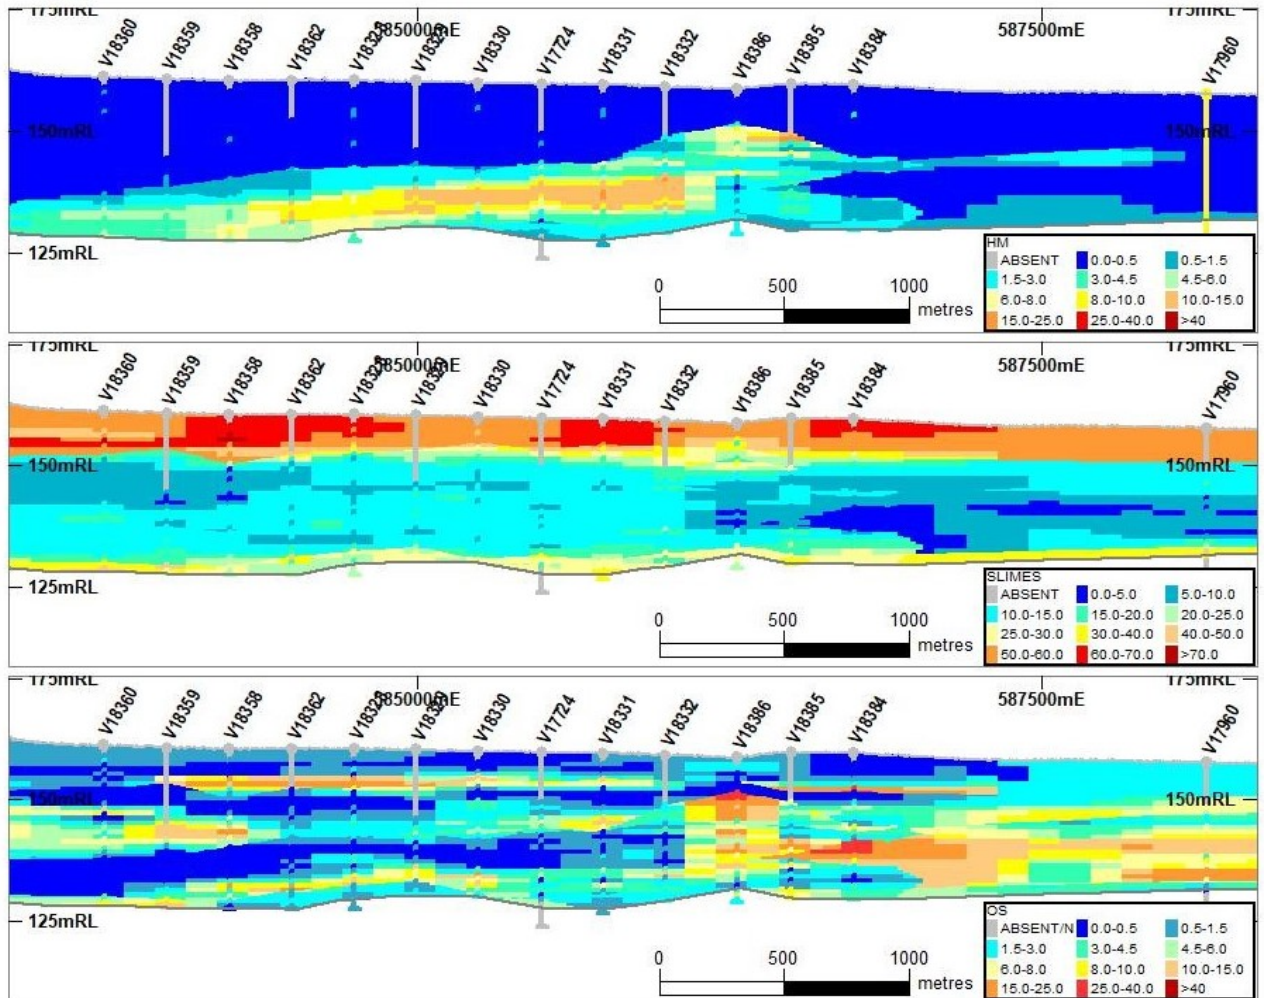 175mRL 585000mE 587500mE 175mRL
V18360 V18359 V18358 V18362 V18330 V17724 V18331 V18332 V18386 V18385 V18384 V17960
150mRL 150mRL
125mRL
0 500 1000 metres
HM
ABSENT 0.0-0.5 0.5-1.5
1.5-3.0 3.0-4.5 4.5-6.0
6.0-8.0 8.0-10.0 10.0-15.0
15.0-25.0 25.0-40.0 >40
175mRL 585000mE 587500mE 175mRL
V18360 V18359 V18358 V18362 V18330 V17724 V18331 V18332 V18386 V18385 V18384 V17960
150mRL 150mRL
125mRL
0 500 1000 metres
SLIMES
ABSENT 0.0-5.0 5.0-10.0
10.0-15.0 15.0-20.0 20.0-25.0
25.0-30.0 30.0-40.0 40.0-50.0
50.0-60.0 60.0-70.0 >70.0
175mRL 585000mE 587500mE 175mRL
V18360 V18359 V18358 V18362 V18330 V17724 V18331 V18332 V18386 V18385 V18384 V17960
150mRL 150mRL
125mRL
0 500 1000 metres
OS
ABSENT/N 0.0-0.5 0.5-1.5
1.5-3.0 3.0-4.5 4.5-6.0
6.0-8.0 8.0-10.0 10.0-15.0
15.0-25.0 25.0-40.0 >40